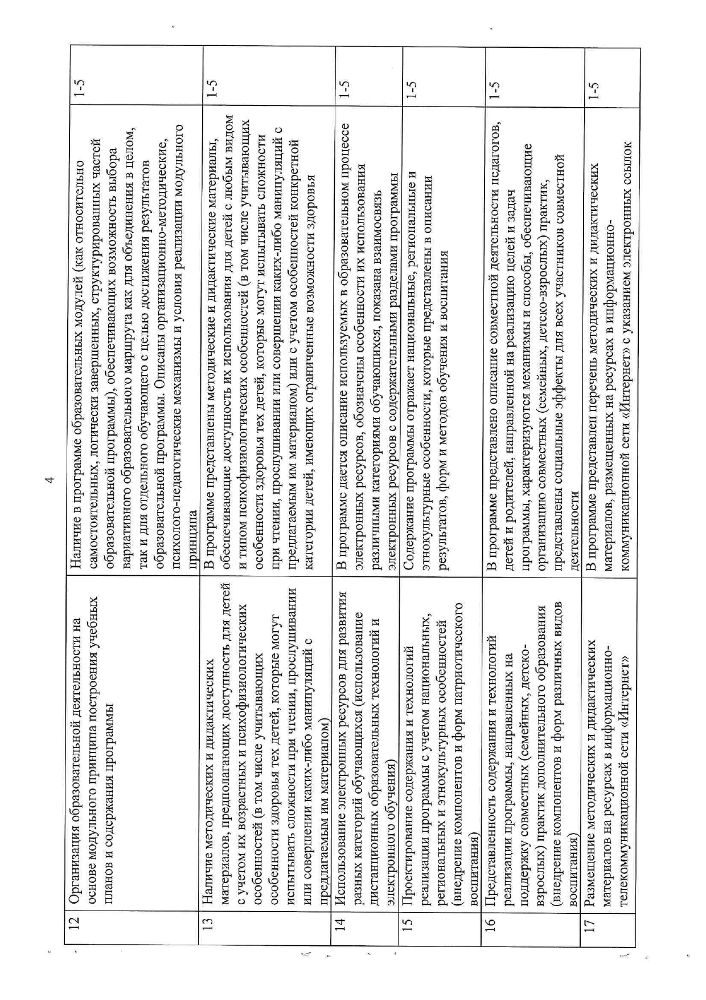 4
12
Организация образовательной деятельности на
основе модульного принципа построения учебных
планов и содержания программы
Наличие в программе образовательных модулей (как относительно
самостоятельных, логически завершенных, структурированных частей
образовательной программы), обеспечивающих возможность выбора
вариативного образовательного маршрута как для объединения в целом,
так и для отдельного обучающего с целью достижения результатов
образовательной программы. Описаны организационно-методические,
психолого-педагогические механизмы и условия реализации модульного
принципа
1-5
13
Наличие методических и дидактических
материалов, предполагающих доступность для детей
с учетом их возрастных и психофизиологических
особенностей (в том числе учитывающих
особенности здоровья тех детей, которые могут
испытывать сложности при чтении, прослушивании
или совершении каких-либо манипуляций с
предлагаемым им материалом)
В программе представлены методические и дидактические материалы,
обеспечивающие доступность их использования для детей с любым видом
и типом психофизиологических особенностей (в том числе учитывающих
особенности здоровья тех детей, которые могут испытывать сложности
при чтении, прослушивании или совершении каких-либо манипуляций с
предлагаемым им материалом) или с учетом особенностей конкретной
категории детей, имеющих ограниченные возможности здоровья
1-5
14
Использование электронных ресурсов для развития
разных категорий обучающихся (использование
дистанционных образовательных технологий и
электронного обучения)
В программе дается описание используемых в образовательном процессе
электронных ресурсов, обозначены особенности их использования
различными категориями обучающихся, показана взаимосвязь
электронных ресурсов с содержательными разделами программы
1-5
15
Проектирование содержания и технологий
реализации программы с учетом национальных,
региональных и этнокультурных особенностей
(внедрение компонентов и форм патриотического
воспитания)
Содержание программы отражает национальные, региональные и
этнокультурные особенности, которые представлены в описании
результатов, форм и методов обучения и воспитания
1-5
16
Представленность содержания и технологий
реализации программы, направленных на
поддержку совместных (семейных, детско-
взрослых) практик дополнительного образования
(внедрение компонентов и форм различных видов
воспитания)
В программе представлено описание совместной деятельности педагогов,
детей и родителей, направленной на реализацию целей и задач
программы, характеризуются механизмы и способы, обеспечивающие
организацию совместных (семейных, детско-взрослых) практик,
представлены социальные эффекты для всех участников совместной
деятельности
1-5
17
Размещение методических и дидактических
материалов на ресурсах в информационно-
телекоммуникационной сети «Интернет»
В программе представлен перечень методических и дидактических
материалов, размещенных на ресурсах в информационно-
коммуникационной сети «Интернет» с указанием электронных ссылок
1-5